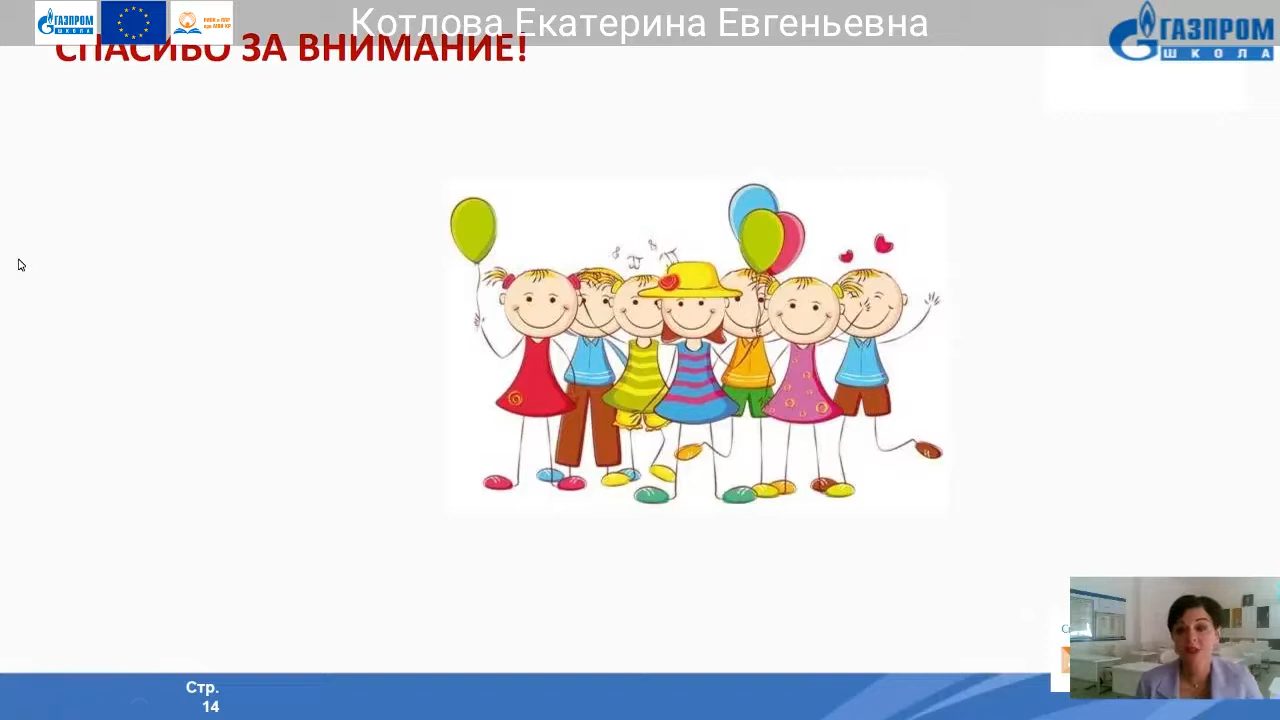 ГАЗПРОМ
ШКОЛА
Котлова Екатерина Евгеньевна
ГАЗПРОМ
ШКОЛА
СПАСИБО ЗА ВНИМАНИЕ!
Стр.
14